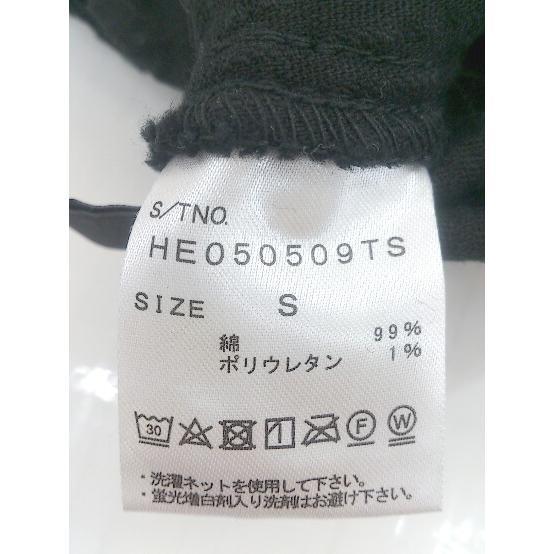 S/TNO.
HE050509TS
SIZE S
綿 99%
ポリウレタン 1%
30 F W
・洗濯ネットを使用して下さい。
・蛍光増白剤入り洗剤はお避け下さい。